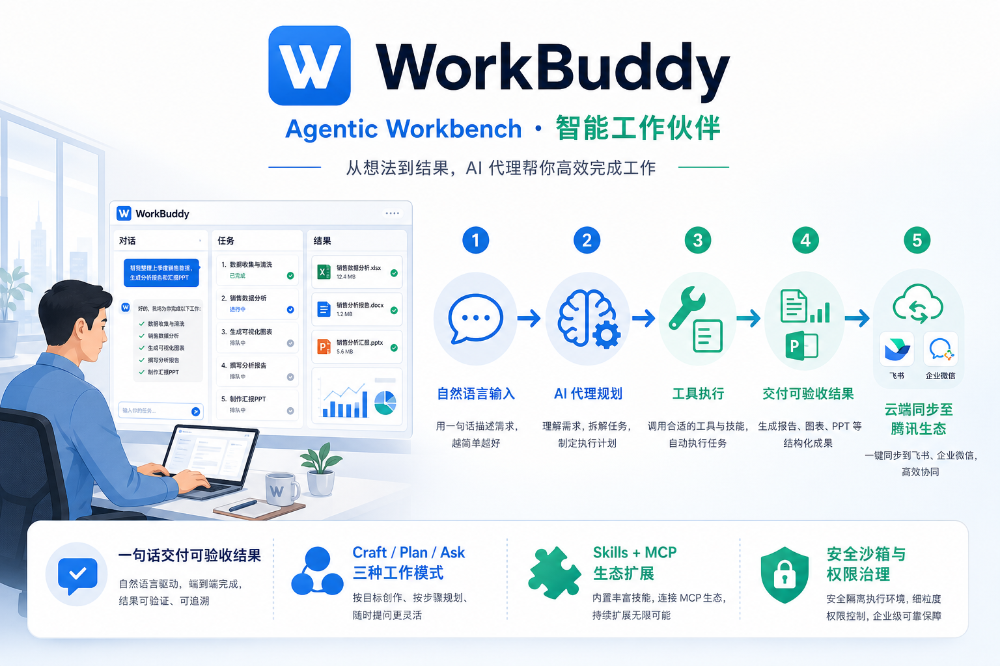 W WorkBuddy
Agentic Workbench · 智能工作伙伴
从想法到结果，AI 代理帮你高效完成工作
W WorkBuddy
对话
帮我整理上季度销售数据，
生成分析报告和汇报PPT
W
好的，我将为你完成以下工作：
数据收集与清洗
销售数据分析
生成可视化图表
撰写分析报告
制作汇报PPT
输入你的任务...
任务
1. 数据收集与清洗
已完成
2. 销售数据分析
进行中
3. 生成可视化图表
排队中
4. 撰写分析报告
排队中
5. 制作汇报PPT
排队中
结果
X
销售数据分析.xlsx
12.4 MB
销售分析报告.docx
1.2 MB
P
销售分析汇报.pptx
5.6 MB
W
1
自然语言输入
用一句话描述需求，
越简单越好
2
AI 代理规划
理解需求，拆解任务，
制定执行计划
3
工具执行
调用合适的工具与技能，
自动执行任务
4
P
交付可验收结果
生成报告、图表、PPT 等
结构化成果
5
飞书
企业微信
云端同步至
腾讯生态
一键同步到飞书、企业微信，
高效协同
一句话交付可验收结果
自然语言驱动，端到端完成，
结果可验证、可追溯
Craft / Plan / Ask
三种工作模式
按目标创作、按步骤规划、
随时提问更灵活
Skills + MCP
生态扩展
内置丰富技能，连接 MCP 生态，
持续扩展无限可能
安全沙箱与
权限治理
安全隔离执行环境，细粒度
权限控制，企业级可靠保障